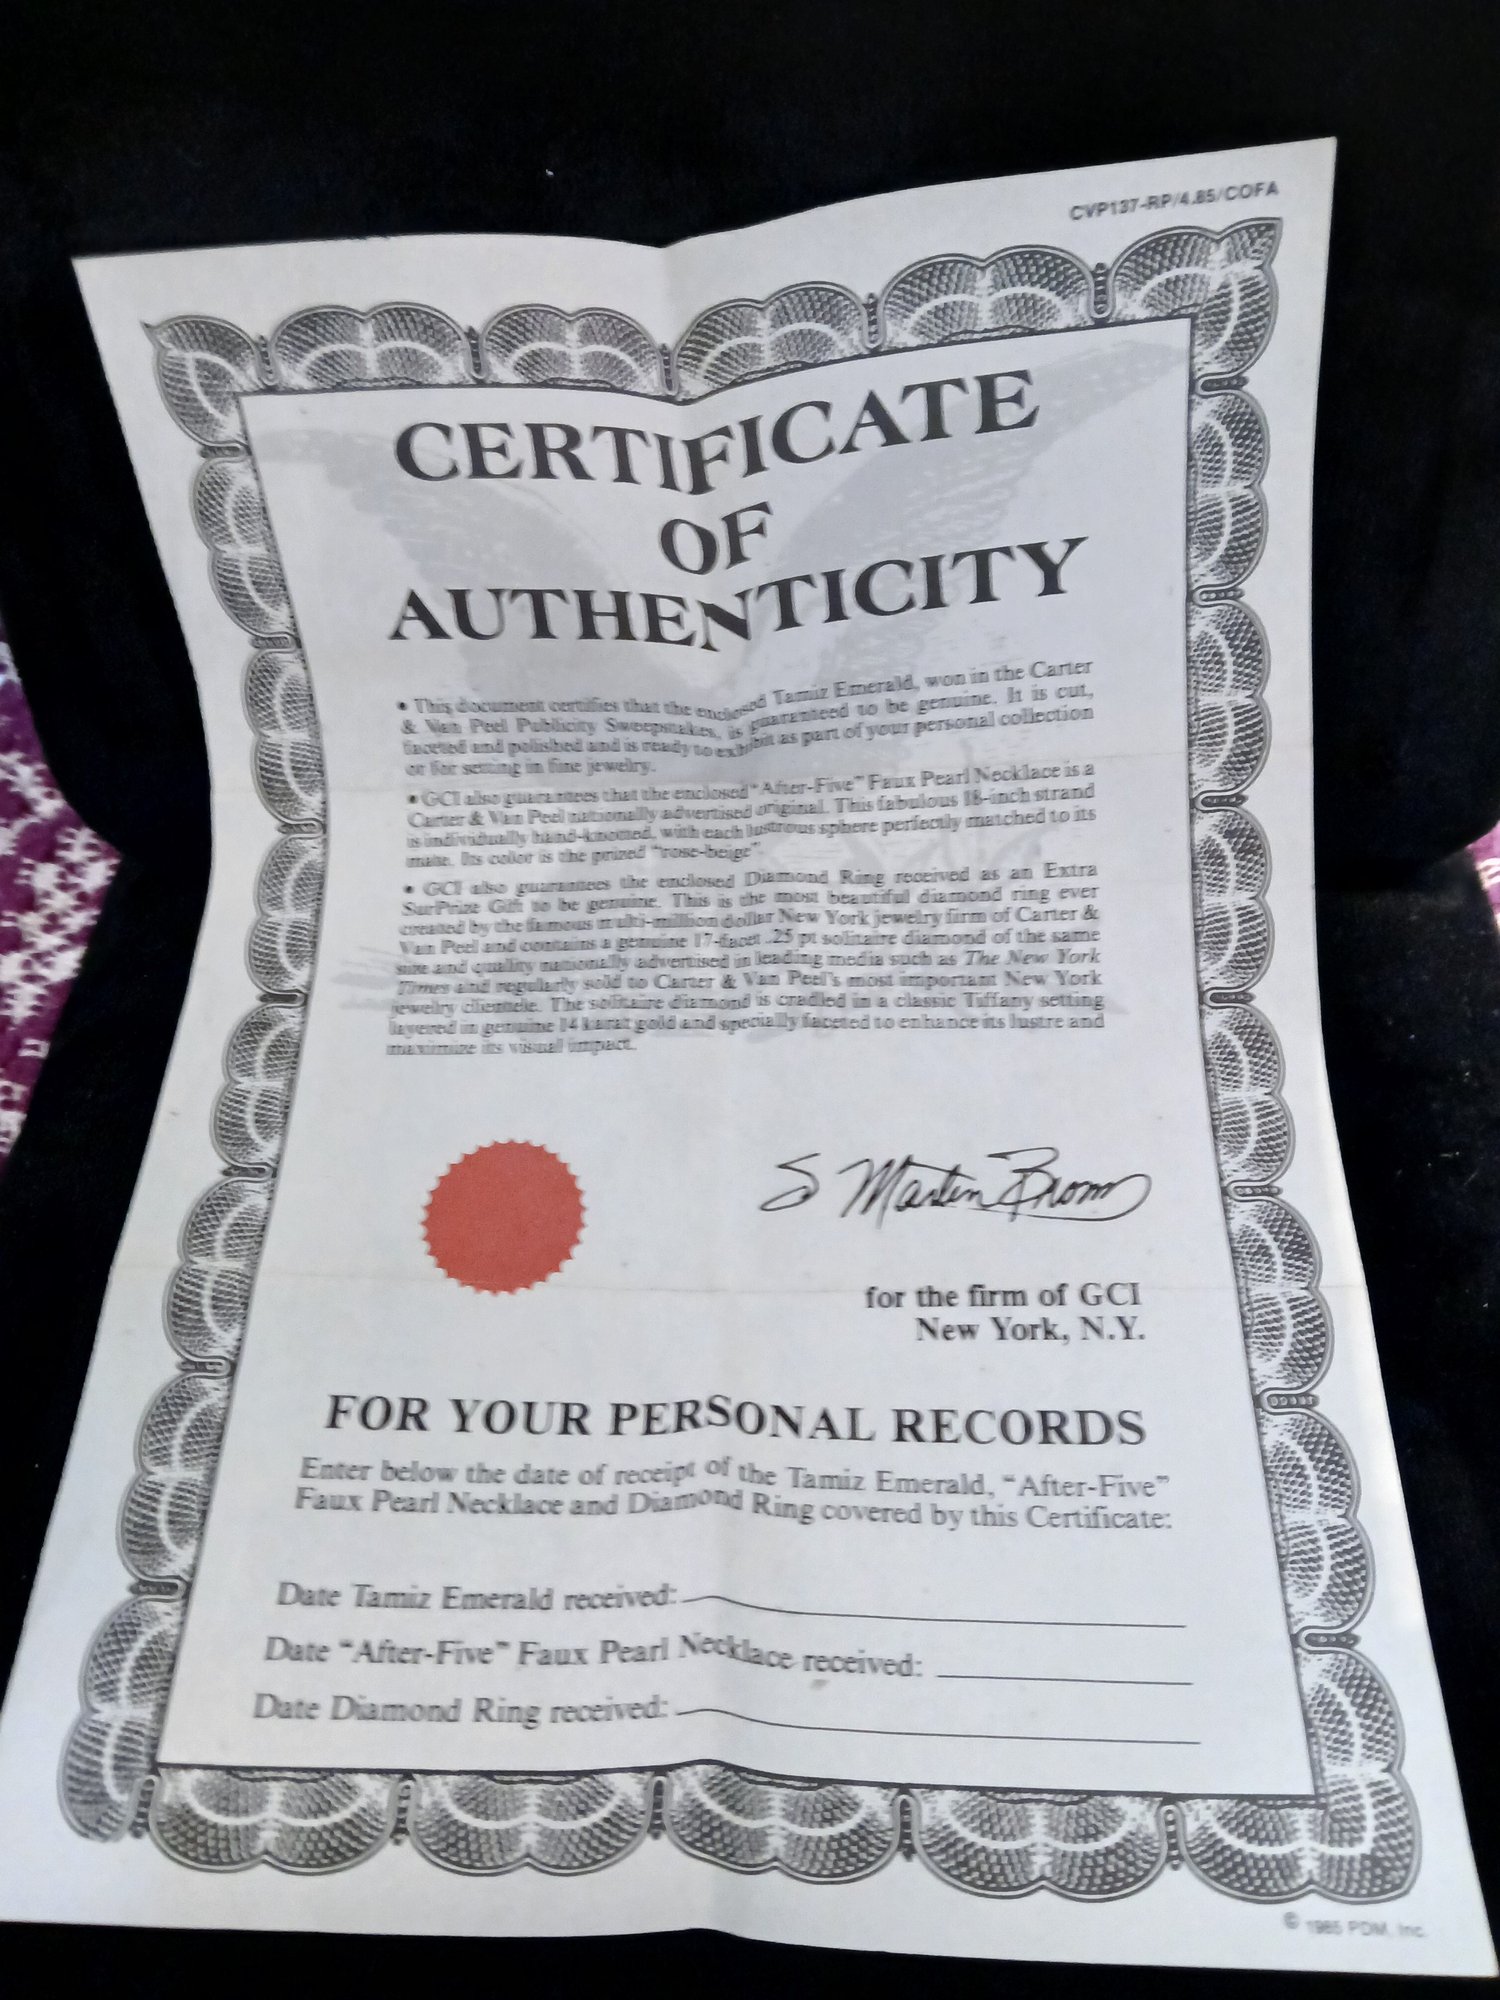 CVP137-RP/4.85/COFA
CERTIFICATE
OF
AUTHENTICITY
• This document certifies that the enclosed Tamiz Emerald, won in the Carter
& Van Peel Publicity Sweepstakes, is guaranteed to be genuine. It is cut,
faceted and polished and is ready to exhibit as part of your personal collection
or for setting in fine jewelry.
• GCI also guarantees that the enclosed "After-Five" Faux Pearl Necklace is a
Carter & Van Peel nationally advertised original. This fabulous 18-inch strand
is individually hand-knotted, with each lustrous sphere perfectly matched to its
mate. Its color is the prized "rose-beige".
• GCI also guarantees the enclosed Diamond Ring received as an Extra
SurPrize Gift to be genuine. This is the most beautiful diamond ring ever
created by the famous multi-million dollar New York jewelry firm of Carter &
Van Peel and contains a genuine 17-facet .25 pt solitaire diamond of the same
size and quality nationally advertised in leading media such as The New York
Times and regularly sold to Carter & Van Peel's most important New York
jewelry clientele. The solitaire diamond is cradled in a classic Tiffany setting
layered in genuine 14 karat gold and specially faceted to enhance its lustre and
maximize its visual impact.
S Martin Brown
for the firm of GCI
New York, N.Y.
FOR YOUR PERSONAL RECORDS
Enter below the date of receipt of the Tamiz Emerald, "After-Five"
Faux Pearl Necklace and Diamond Ring covered by this Certificate:
Date Tamiz Emerald received:
Date "After-Five" Faux Pearl Necklace received:
Date Diamond Ring received:
© 1985 PDM, Inc.